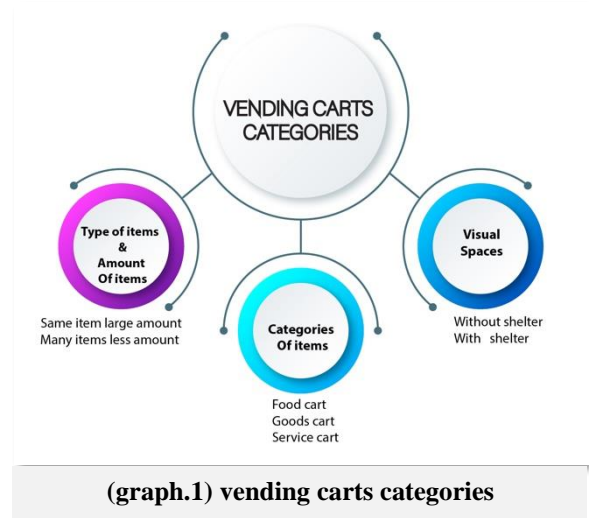 VENDING CARTS
CATEGORIES
Type of items
&
Amount
Of items
Same item large amount
Many items less amount
Categories
Of items
Food cart
Goods cart
Service cart
Visual
Spaces
Without shelter
With shelter
(graph.1) vending carts categories